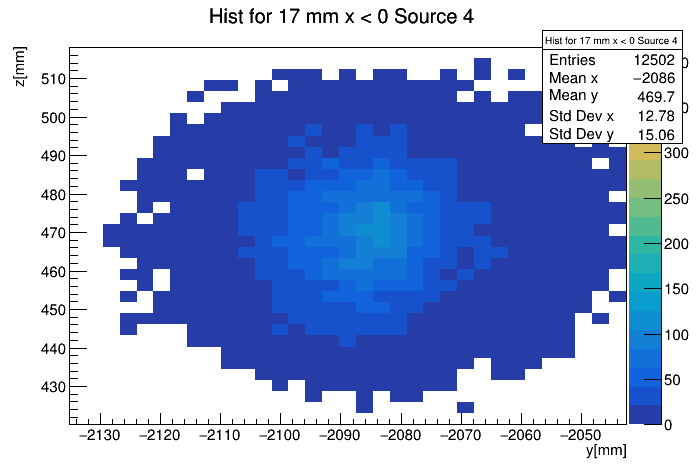 Hist for 17 mm x < 0 Source 4
z[mm]
Hist for 17 mm x < 0 Source 4
Entries 12502
Mean x −2086
Mean y 469.7
Std Dev x 12.78
Std Dev y 15.06
510
500
490
480
470
460
450
440
430
300
250
200
150
100
50
0
−2130 −2120 −2110 −2100 −2090 −2080 −2070 −2060 −2050
y[mm]